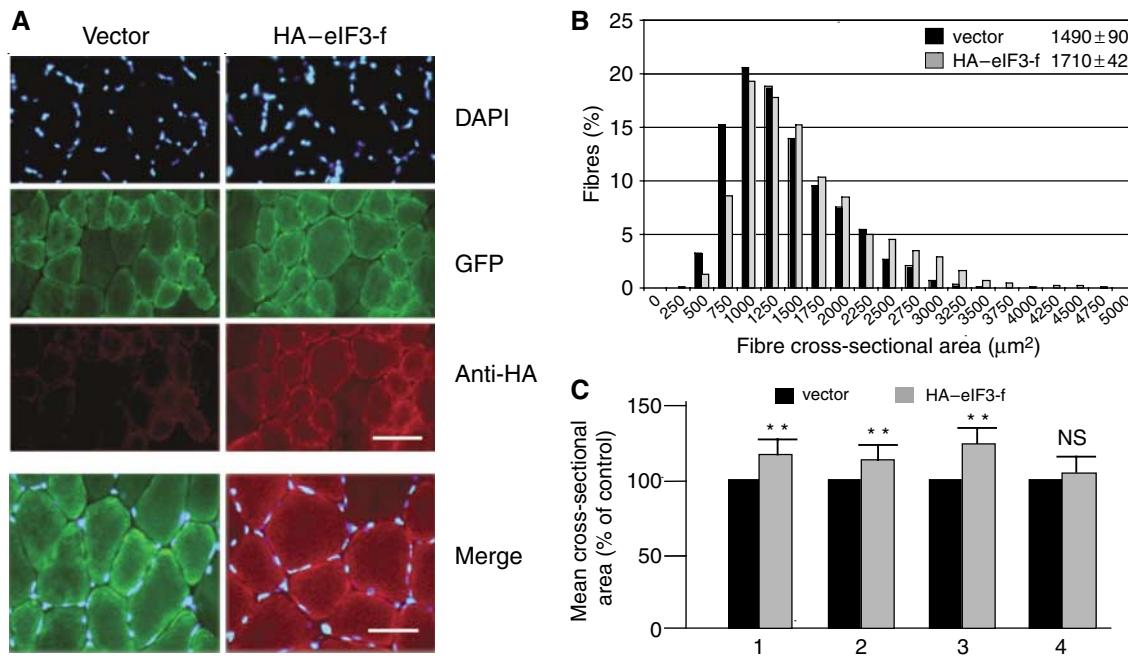 A
Vector HA–eIF3-f
DAPI
GFP
Anti-HA
Merge
B
vector 1490±90
HA–eIF3-f 1710±42
Fibres (%)
25
20
15
10
5
0
0 250 500 750 1000 1250 1500 1750 2000 2250 2500 2750 3000 3250 3500 3750 4000 4250 4500 4750 5000
Fibre cross-sectional area (μm²)
C
vector HA–eIF3-f
Mean cross-sectional
area (% of control)
150
100
50
0
** ** ** NS
1 2 3 4